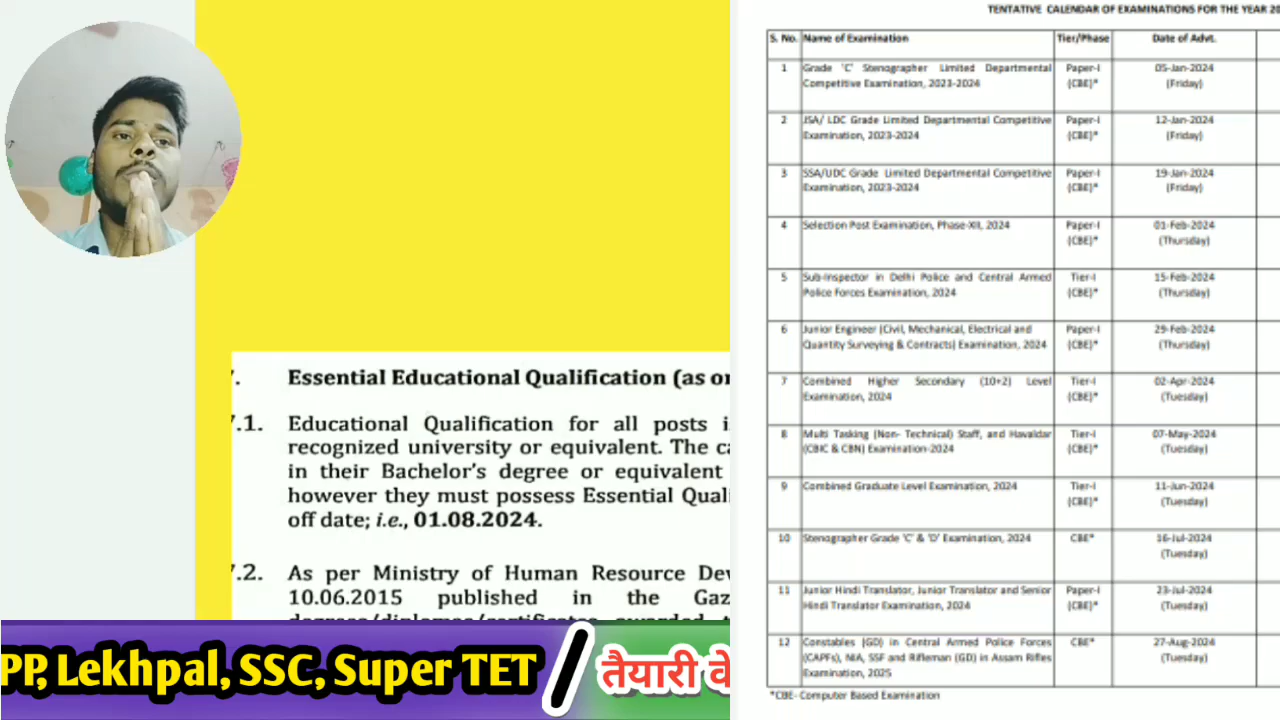 7. Essential Educational Qualification (as o
7.1. Educational Qualification for all posts i
recognized university or equivalent. The ca
in their Bachelor's degree or equivalent
however they must possess Essential Qual
off date; i.e., 01.08.2024.
7.2. As per Ministry of Human Resource De
10.06.2015 published in the Gaz
degrees/diplomas/certificates awarded
PP, Lekhpal, SSC, Super TET / तैयारी के
TENTATIVE CALENDAR OF EXAMINATIONS FOR THE YEAR 20
S. No. Name of Examination Tier/Phase Date of Advt.
1 Grade 'C' Stenographer Limited Departmental Paper-I 05-Jan-2024
Competitive Examination, 2023-2024 (CBE)* (Friday)
2 JSA/ LDC Grade Limited Departmental Competitive Paper-I 12-Jan-2024
Examination, 2023-2024 (CBE)* (Friday)
3 SSA/UDC Grade Limited Departmental Competitive Paper-I 19-Jan-2024
Examination, 2023-2024 (CBE)* (Friday)
4 Selection Post Examination, Phase-XII, 2024 Paper-I 01-Feb-2024
(CBE)* (Thursday)
5 Sub-Inspector in Delhi Police and Central Armed Tier-I 15-Feb-2024
Police Forces Examination, 2024 (CBE)* (Thursday)
6 Junior Engineer (Civil, Mechanical, Electrical and Paper-I 29-Feb-2024
Quantity Surveying & Contracts) Examination, 2024 (CBE)* (Thursday)
7 Combined Higher Secondary (10+2) Level Tier-I 02-Apr-2024
Examination, 2024 (CBE)* (Tuesday)
8 Multi Tasking (Non- Technical) Staff, and Havaldar Tier-I 07-May-2024
(CBIC & CBN) Examination-2024 (CBE)* (Tuesday)
9 Combined Graduate Level Examination, 2024 Tier-I 11-Jun-2024
(CBE)* (Tuesday)
10 Stenographer Grade 'C' & 'D' Examination, 2024 CBE* 16-Jul-2024
(Tuesday)
11 Junior Hindi Translator, Junior Translator and Senior Paper-I 23-Jul-2024
Hindi Translator Examination, 2024 (CBE)* (Tuesday)
12 Constables (GD) in Central Armed Police Forces CBE* 27-Aug-2024
(CAPFs), NIA, SSF and Rifleman (GD) in Assam Rifles (Tuesday)
Examination, 2025
*CBE- Computer Based Examination